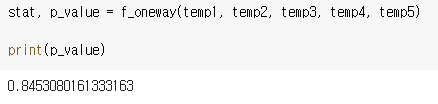 stat, p_value = f_oneway(temp1, temp2, temp3, temp4, temp5)
print(p_value)
0.8453080161333163